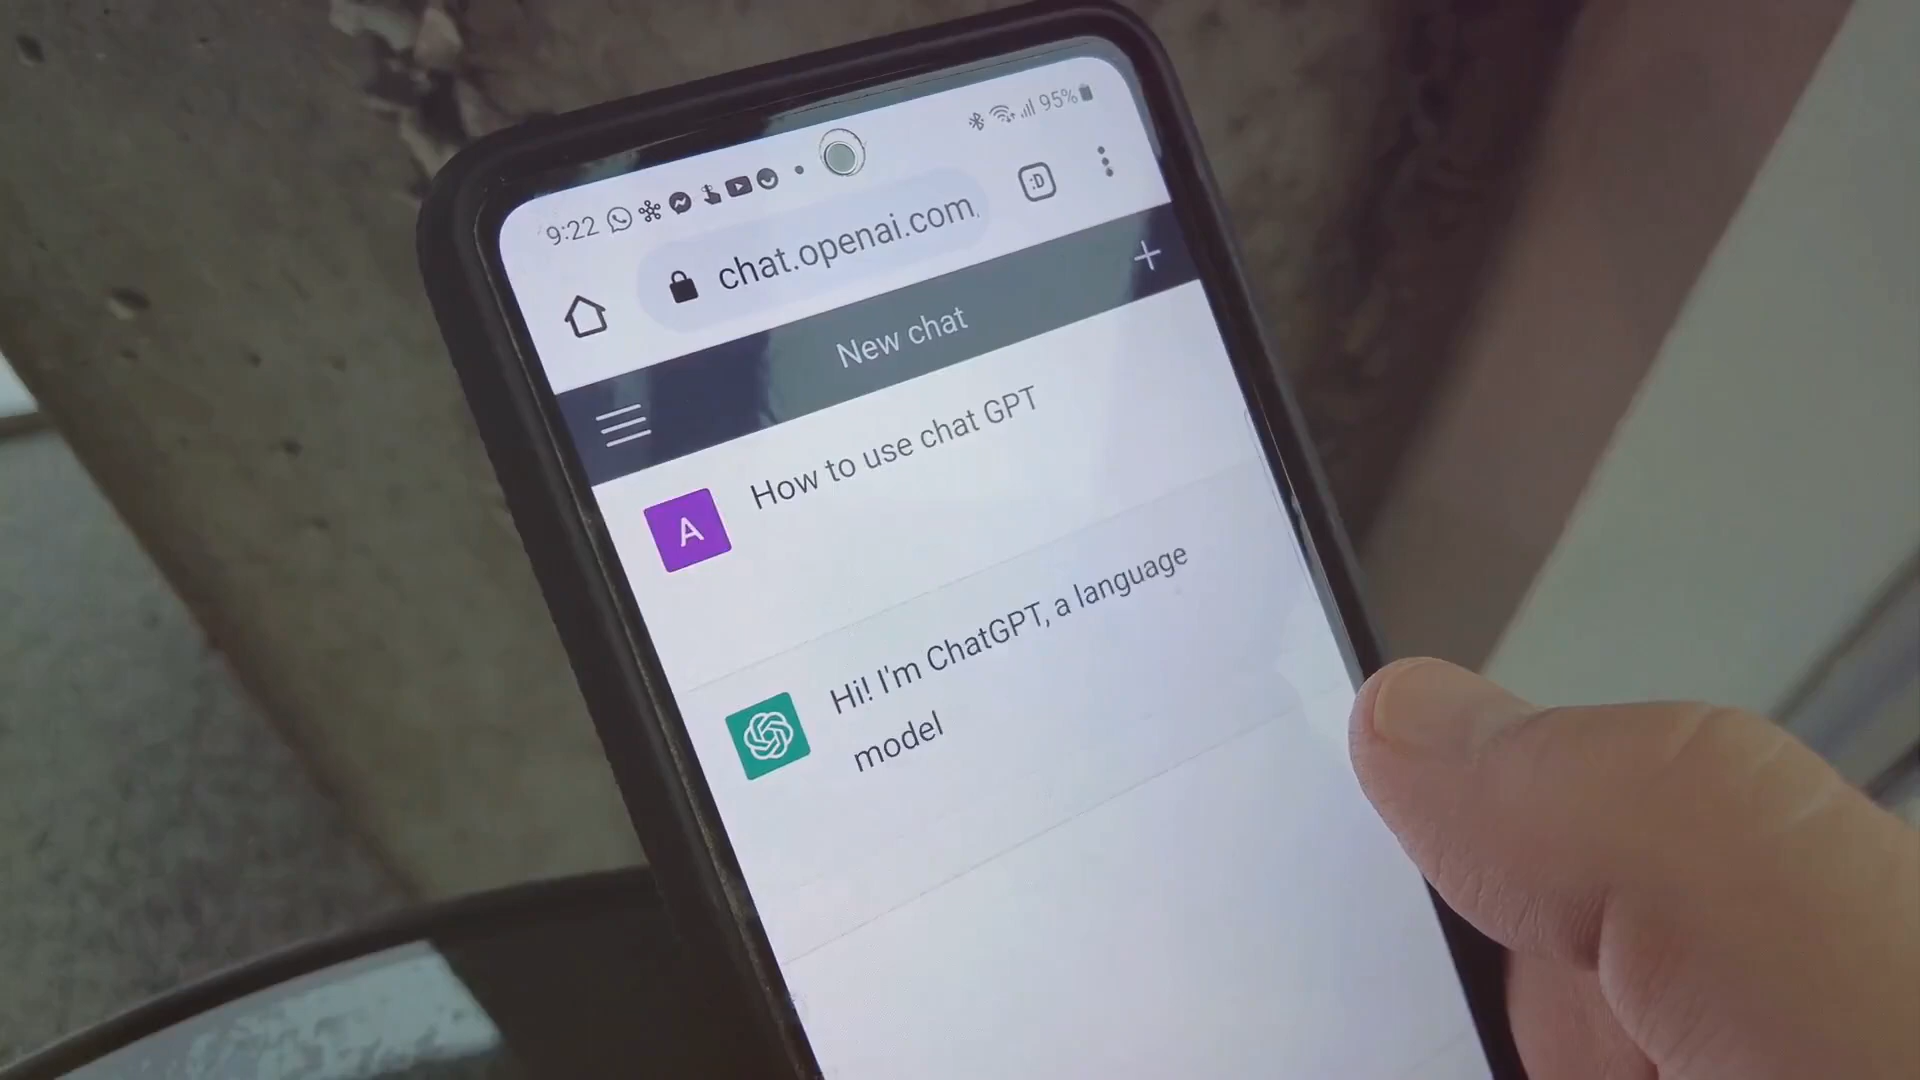 9:22
95%
:D
chat.openai.com
New chat
How to use chat GPT
A
Hi! I'm ChatGPT, a language
model